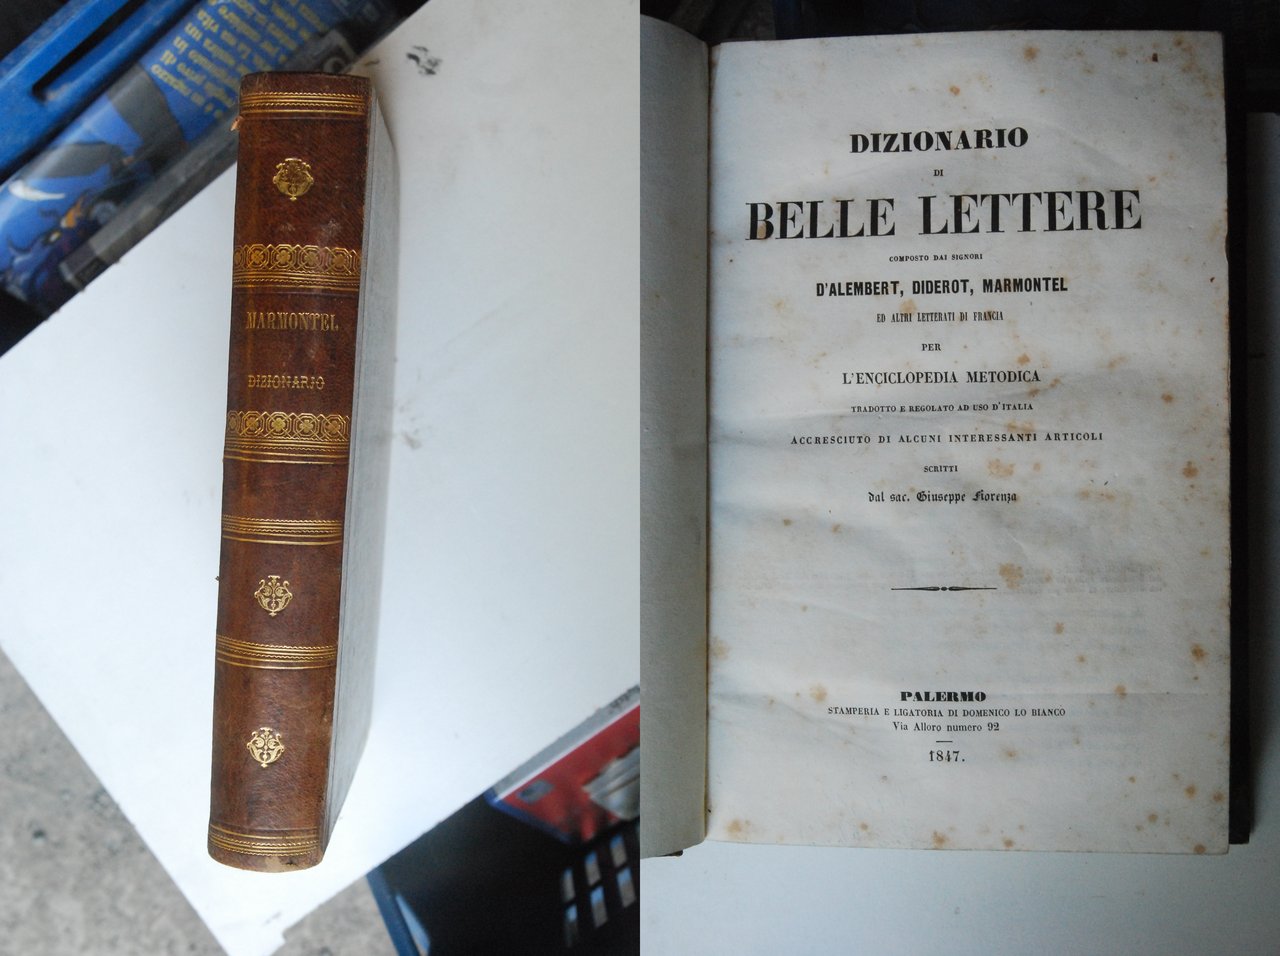 MARMONTEL
DIZIONARIO
DIZIONARIO
DI
BELLE LETTERE
COMPOSTO DAI SIGNORI
D'ALEMBERT, DIDEROT, MARMONTEL
ED ALTRI LETTERATI DI FRANCIA
PER
L'ENCICLOPEDIA METODICA
TRADOTTO E REGOLATO AD USO D'ITALIA
ACCRESCIUTO DI ALCUNI INTERESSANTI ARTICOLI
SCRITTI
dal sac. Giuseppe Fiorenza
PALERMO
STAMPERIA E LIGATORIA DI DOMENICO LO BIANCO
Via Alloro numero 92
1847.